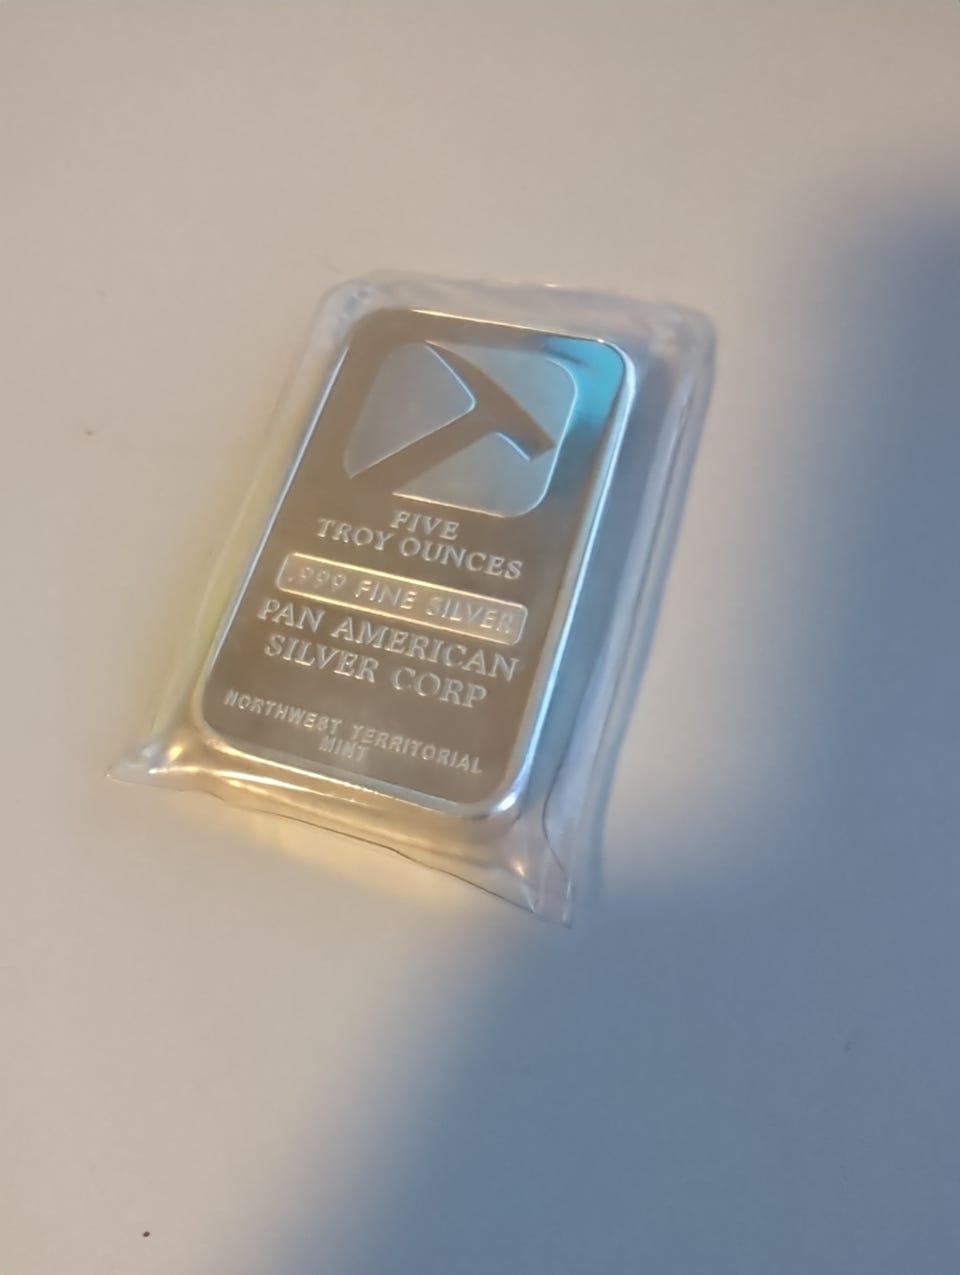 FIVE
TROY OUNCES
.999 FINE SILVER
PAN AMERICAN
SILVER CORP
NORTHWEST TERRITORIAL
MINT